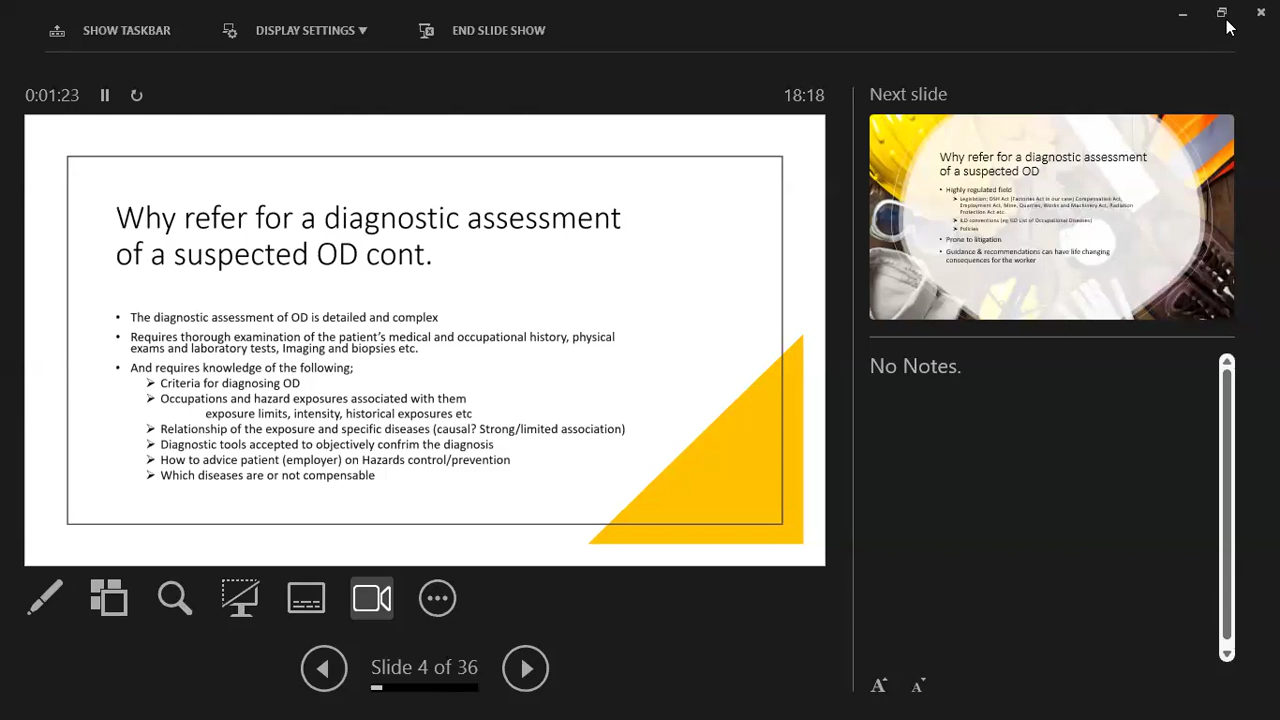 SHOW TASKBAR
DISPLAY SETTINGS
END SLIDE SHOW
0:01:23
18:18
Why refer for a diagnostic assessment
of a suspected OD cont.
• The diagnostic assessment of OD is detailed and complex
• Requires thorough examination of the patient's medical and occupational history, physical
exams and laboratory tests, Imaging and biopsies etc.
• And requires knowledge of the following;
➢ Criteria for diagnosing OD
➢ Occupations and hazard exposures associated with them
exposure limits, intensity, historical exposures etc
➢ Relationship of the exposure and specific diseases (causal? Strong/limited association)
➢ Diagnostic tools accepted to objectively confrim the diagnosis
➢ How to advice patient (employer) on Hazards control/prevention
➢ Which diseases are or not compensable
Slide 4 of 36
Next slide
Why refer for a diagnostic assessment
of a suspected OD
• Highly regulated field
➢ Legislation; OSH Act (Factories Act in our case) Compensation Act,
Employment Act, Mine, Quarries, Works and Machinery Act, Radiation
Protection Act etc.
➢ ILO conventions (eg ILO List of Occupational Diseases)
➢ Policies
• Prone to litigation
• Guidance & recommendations can have life changing
consequences for the worker
No Notes.
A A